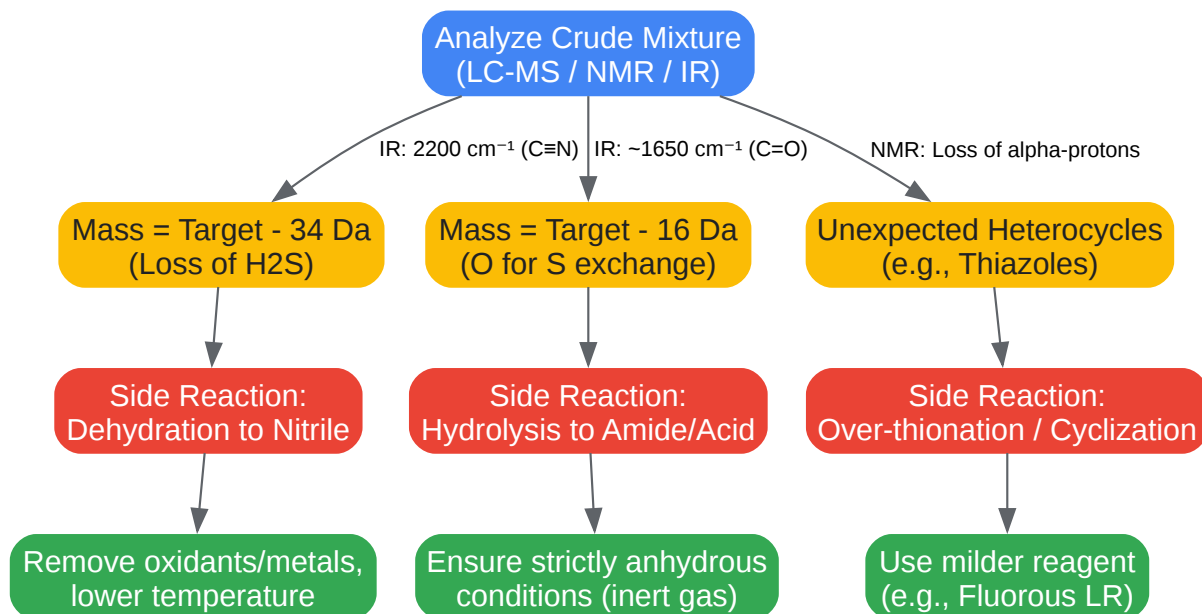 Analyze Crude Mixture
(LC-MS / NMR / IR)
IR: 2200 cm⁻¹ (C≡N)
IR: ~1650 cm⁻¹ (C=O)
NMR: Loss of alpha-protons
Mass = Target - 34 Da
(Loss of H2S)
Mass = Target - 16 Da
(O for S exchange)
Unexpected Heterocycles
(e.g., Thiazoles)
Side Reaction:
Dehydration to Nitrile
Side Reaction:
Hydrolysis to Amide/Acid
Side Reaction:
Over-thionation / Cyclization
Remove oxidants/metals,
lower temperature
Ensure strictly anhydrous
conditions (inert gas)
Use milder reagent
(e.g., Fluorous LR)